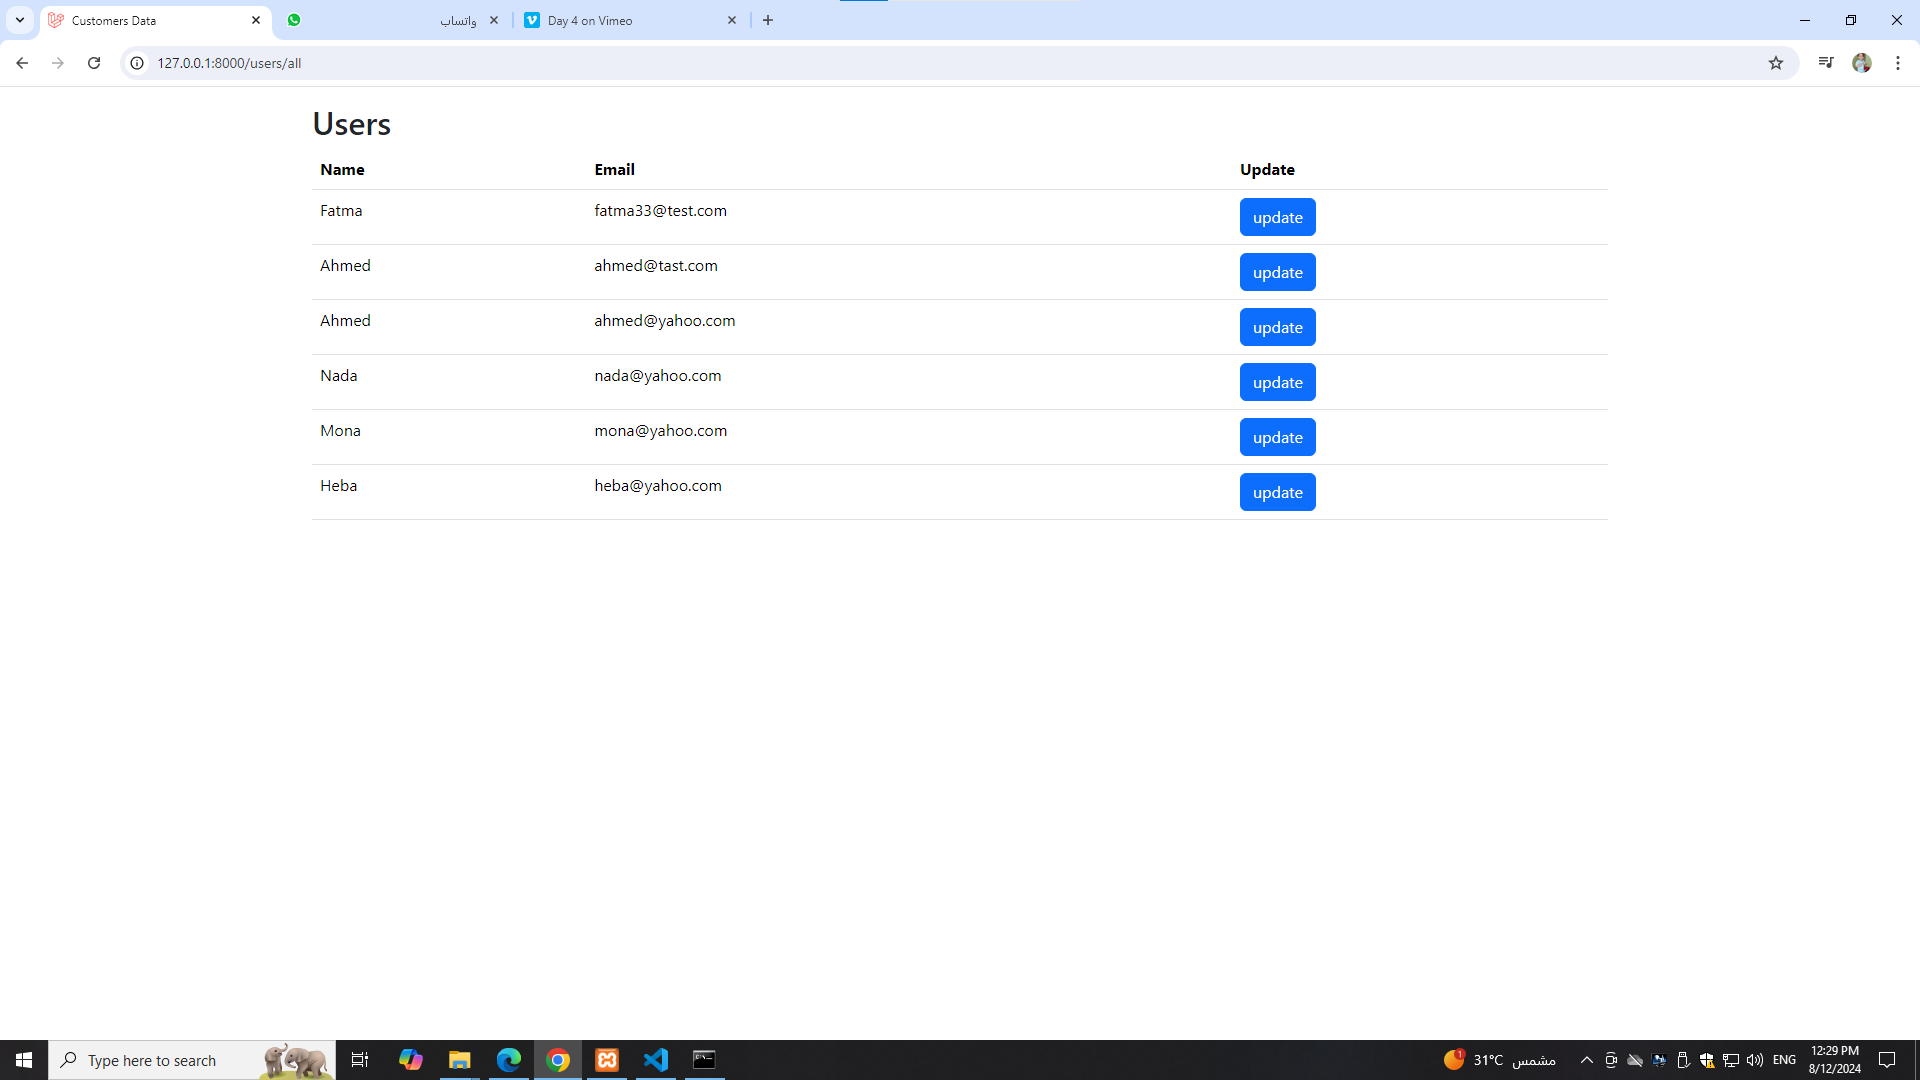 Customers Data
واتساب
Day 4 on Vimeo
127.0.0.1:8000/users/all
Users
Name Email Update
Fatma fatma33@test.com update
Ahmed ahmed@tast.com update
Ahmed ahmed@yahoo.com update
Nada nada@yahoo.com update
Mona mona@yahoo.com update
Heba heba@yahoo.com update
Type here to search
1
31°C مشمس
ENG
12:29 PM
8/12/2024